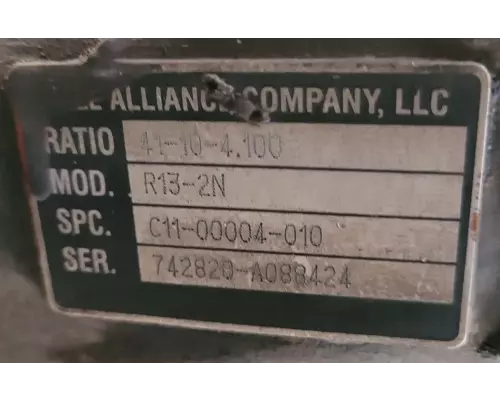 ALLIANCE COMPANY, LLC
RATIO 41-10-4.100
MOD. R13-2N
SPC. C11-00004-010
SER. 742820-A088424